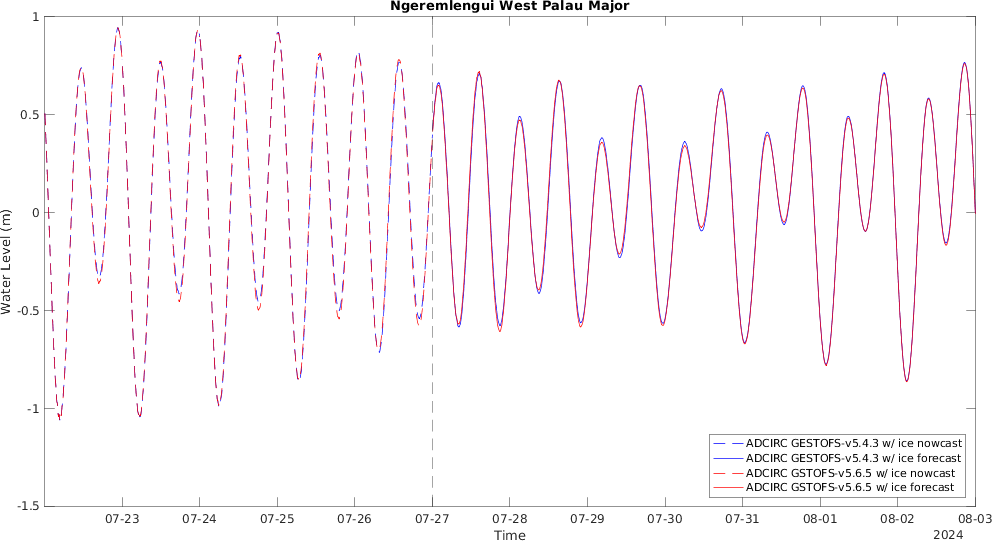 Ngeremlengui West Palau Major
1
0.5
0
-0.5
-1
-1.5
Water Level (m)
07-23 07-24 07-25 07-26 07-27 07-28 07-29 07-30 07-31 08-01 08-02 08-03
Time
2024
ADCIRC GESTOFS-v5.4.3 w/ ice nowcast
ADCIRC GESTOFS-v5.4.3 w/ ice forecast
ADCIRC GSTOFS-v5.6.5 w/ ice nowcast
ADCIRC GSTOFS-v5.6.5 w/ ice forecast